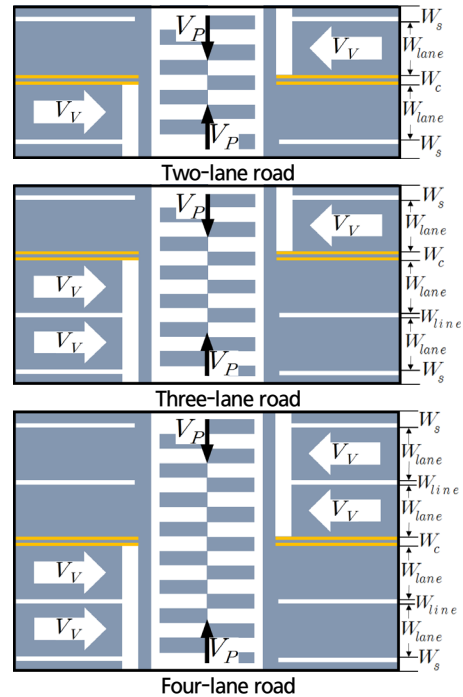 V_P
V_V
V_V
V_P
W_s
W_lane
W_c
W_lane
W_s
Two-lane road
V_P
V_V
V_V
V_V
V_P
W_s
W_lane
W_c
W_lane
W_line
W_lane
W_s
Three-lane road
V_P
V_V
V_V
V_V
V_V
V_P
W_s
W_lane
W_line
W_lane
W_c
W_lane
W_line
W_lane
W_s
Four-lane road